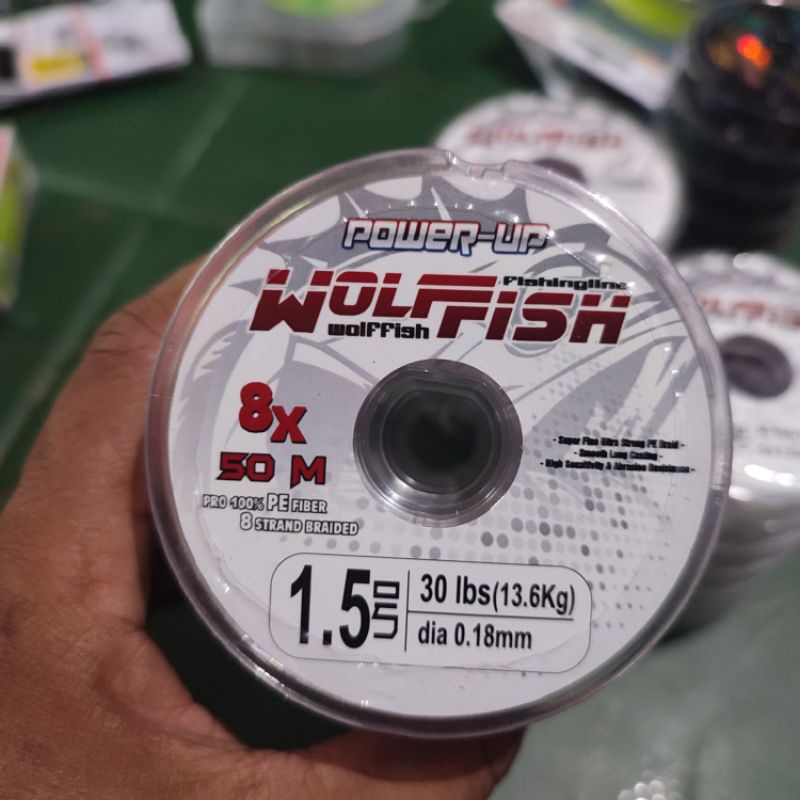 POWER-UP
Fishingline
WOLFFISH
wolffish
8X
50 M
PRO 100% PE FIBER
8 STRAND BRAIDED
- Super Fine Ultra Strong PE Braid -
- Smooth Long Casting -
- High Sensitivity & Abrasion Resistance -
1.5
30 lbs(13.6Kg)
dia 0.18mm
WOLFFISH